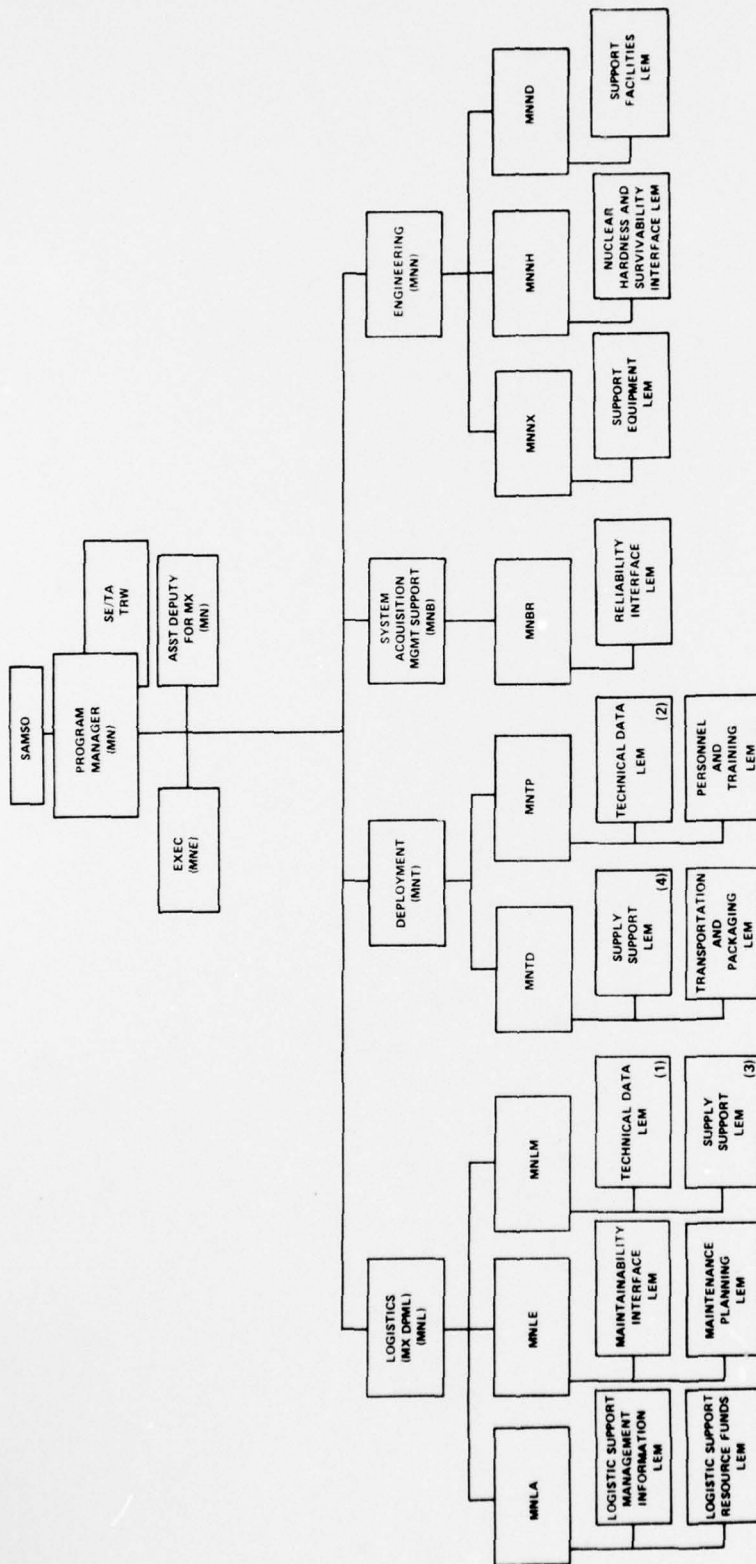 SAMSO
PROGRAM
MANAGER
(MN)
SE/TA
TRW
EXEC
(MNE)
ASST DEPUTY
FOR MX
(MN)
LOGISTICS
(MX DPML)
(MNL)
DEPLOYMENT
(MNT)
SYSTEM
ACQUISITION
MGMT SUPPORT
(MNB)
ENGINEERING
(MNN)
MNLA
MNLE
MNLM
MNTD
MNTP
MNBR
MNNX
MNNH
MNND
LOGISTIC SUPPORT
MANAGEMENT
INFORMATION
LEM
MAINTAINABILITY
INTERFACE
LEM
TECHNICAL DATA
LEM
(1)
SUPPLY
SUPPORT
LEM
(4)
TECHNICAL DATA
LEM
(2)
RELIABILITY
INTERFACE
LEM
SUPPORT
EQUIPMENT
LEM
NUCLEAR
HARDNESS AND
SURVIVABILITY
INTERFACE LEM
SUPPORT
FACILITIES
LEM
LOGISTIC SUPPORT
RESOURCE FUNDS
LEM
MAINTENANCE
PLANNING
LEM
SUPPLY
SUPPORT
LEM
(3)
TRANSPORTATION
AND
PACKAGING
LEM
PERSONNEL
AND
TRAINING
LEM